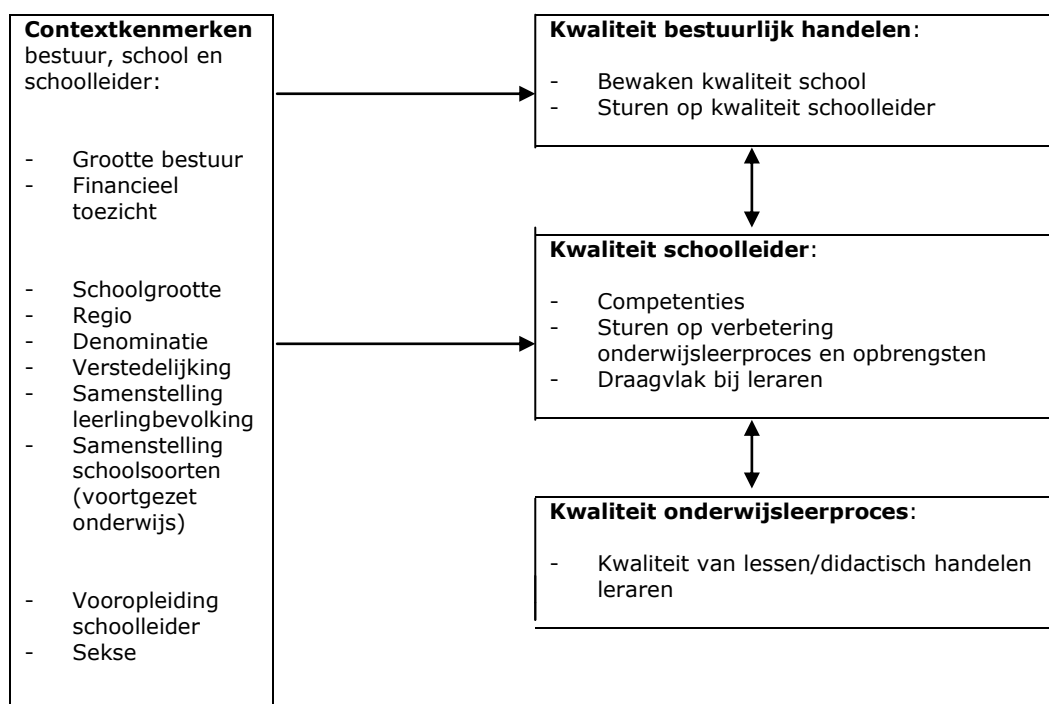 Contextkenmerken
bestuur, school en
schoolleider:
- Grootte bestuur
- Financieel
toezicht
- Schoolgrootte
- Regio
- Denominatie
- Verstedelijking
- Samenstelling
leerlingbevolking
- Samenstelling
schoolsoorten
(voortgezet
onderwijs)
- Vooropleiding
schoolleider
- Sekse
Kwaliteit bestuurlijk handelen:
- Bewaken kwaliteit school
- Sturen op kwaliteit schoolleider
Kwaliteit schoolleider:
- Competenties
- Sturen op verbetering
onderwijsleerproces en opbrengsten
- Draagvlak bij leraren
Kwaliteit onderwijsleerproces:
- Kwaliteit van lessen/didactisch handelen
leraren